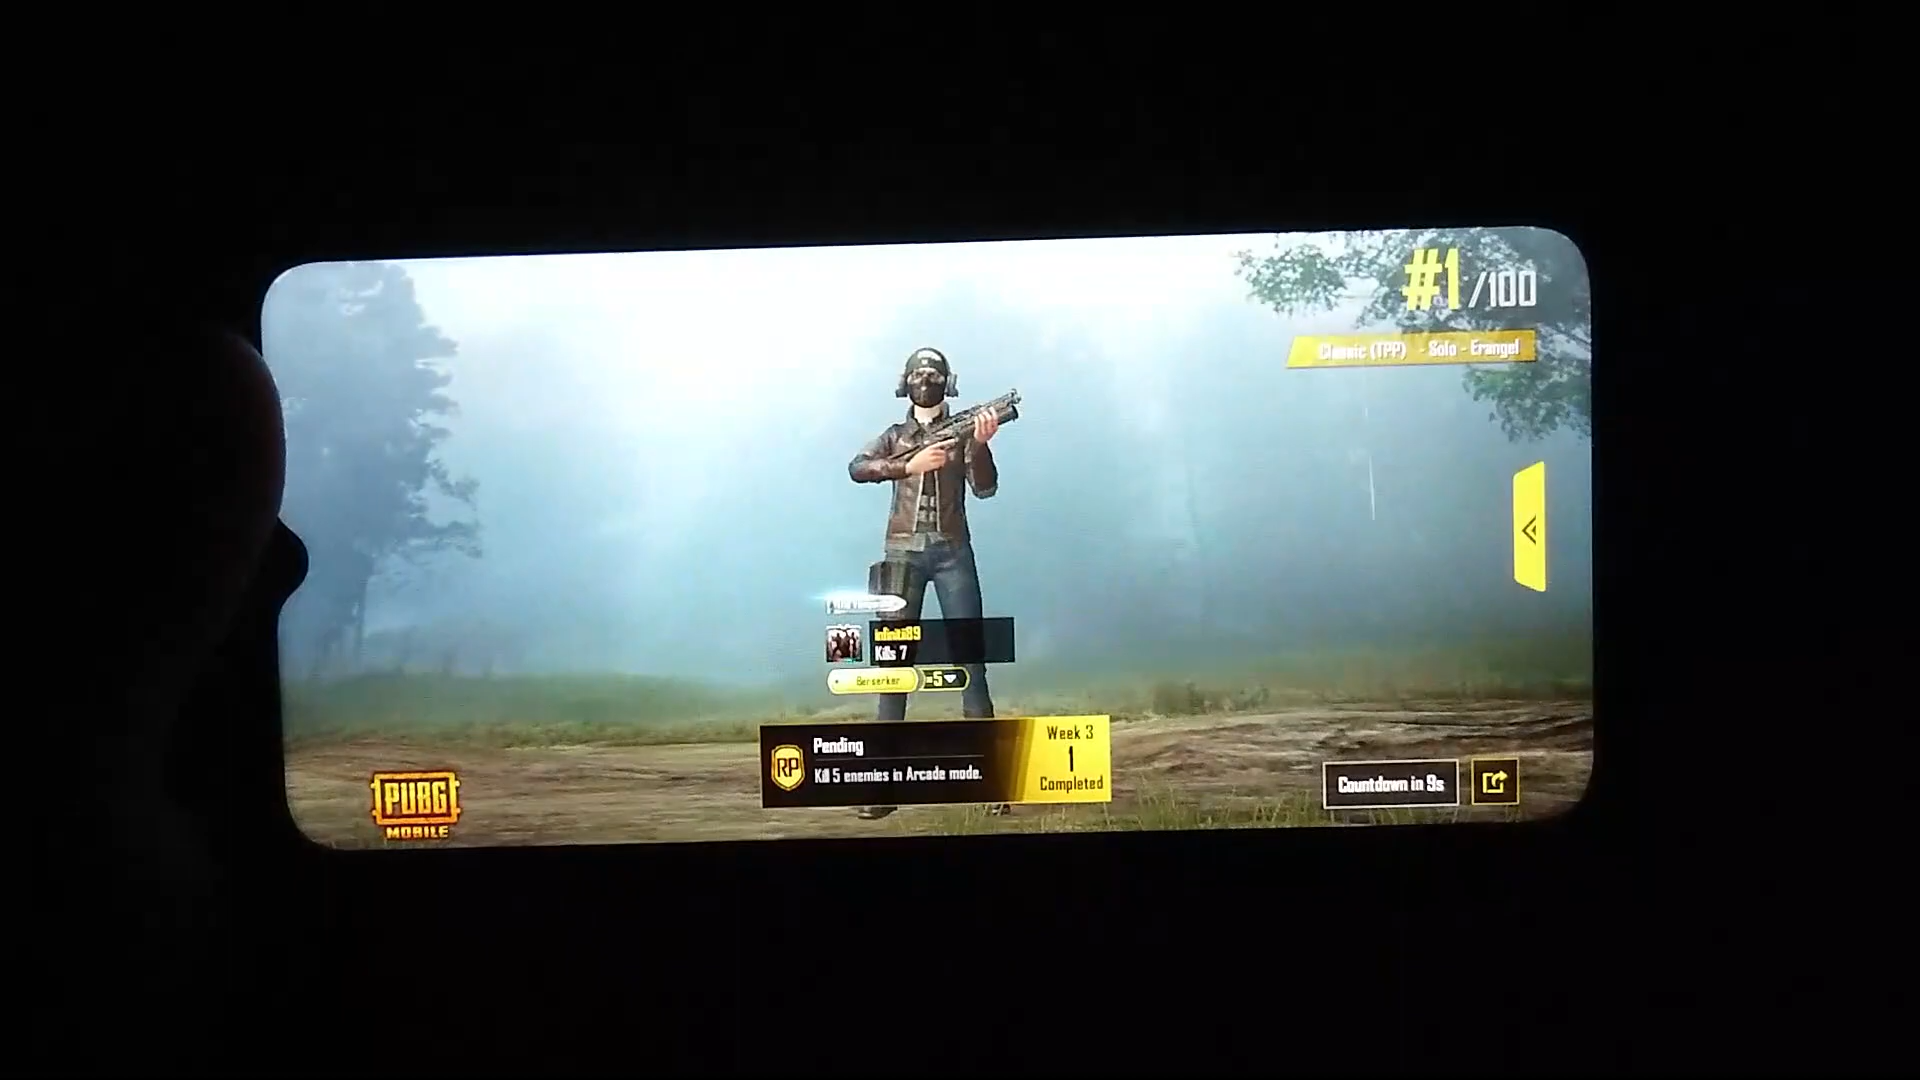 #1 /100
Classic (TPP) - Solo - Erangel
Kills 7
Berserker
Pending
Kill 5 enemies in Arcade mode.
RP
Week 3
1
Completed
Countdown in 9s
PUBG
MOBILE